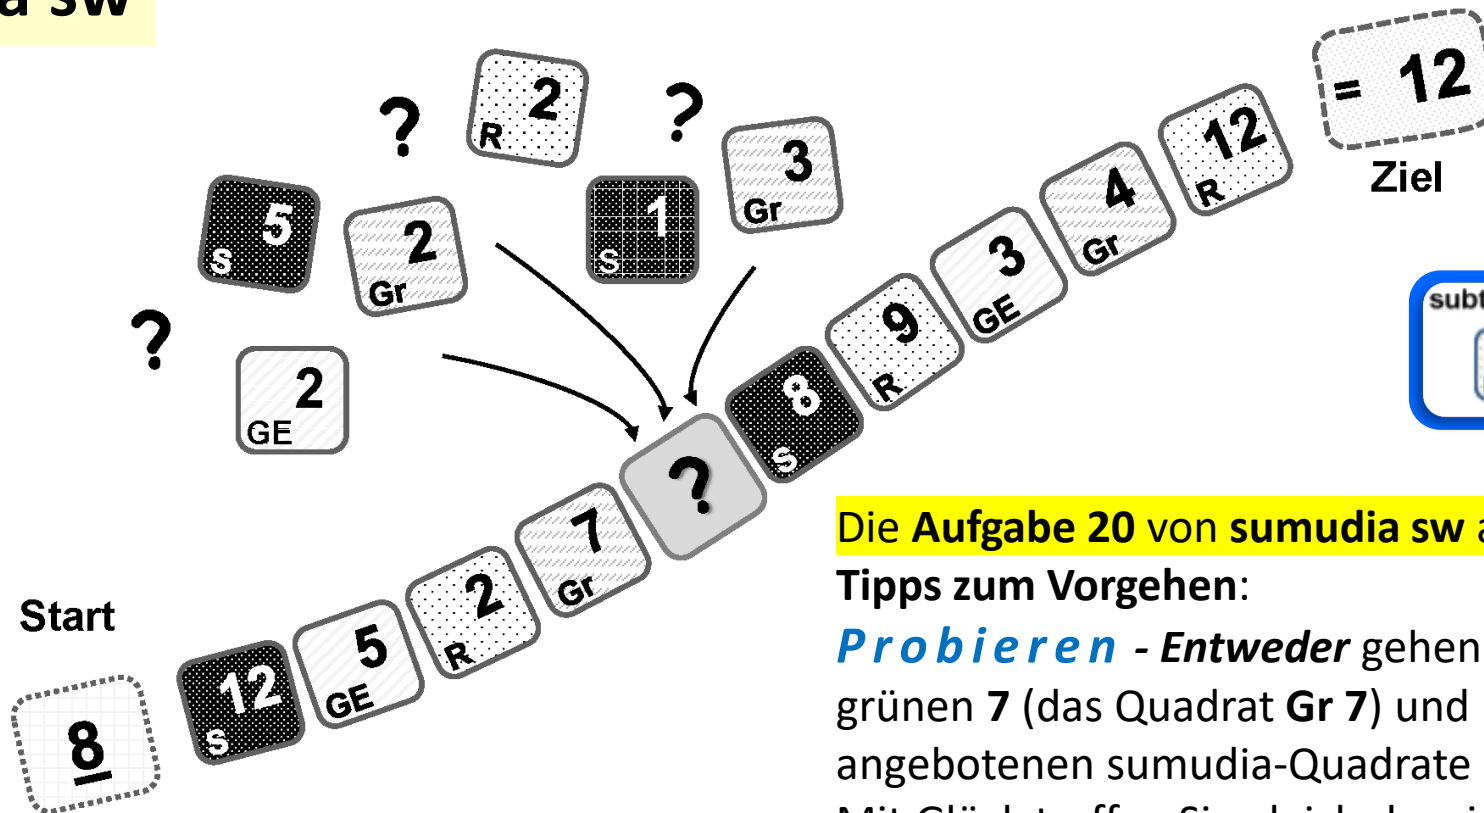 a sw
= 12
Ziel
12
R
4
Gr
3
GE
9
R
8
S
?
2
R
?
3
Gr
1
S
5
S
2
Gr
?
2
GE
?
7
Gr
2
R
5
GE
12
S
Start
8
subt
Die Aufgabe 20 von sumudia sw
Tipps zum Vorgehen:
Probieren - Entweder gehen
grünen 7 (das Quadrat Gr 7) und
angebotenen sumudia-Quadrate